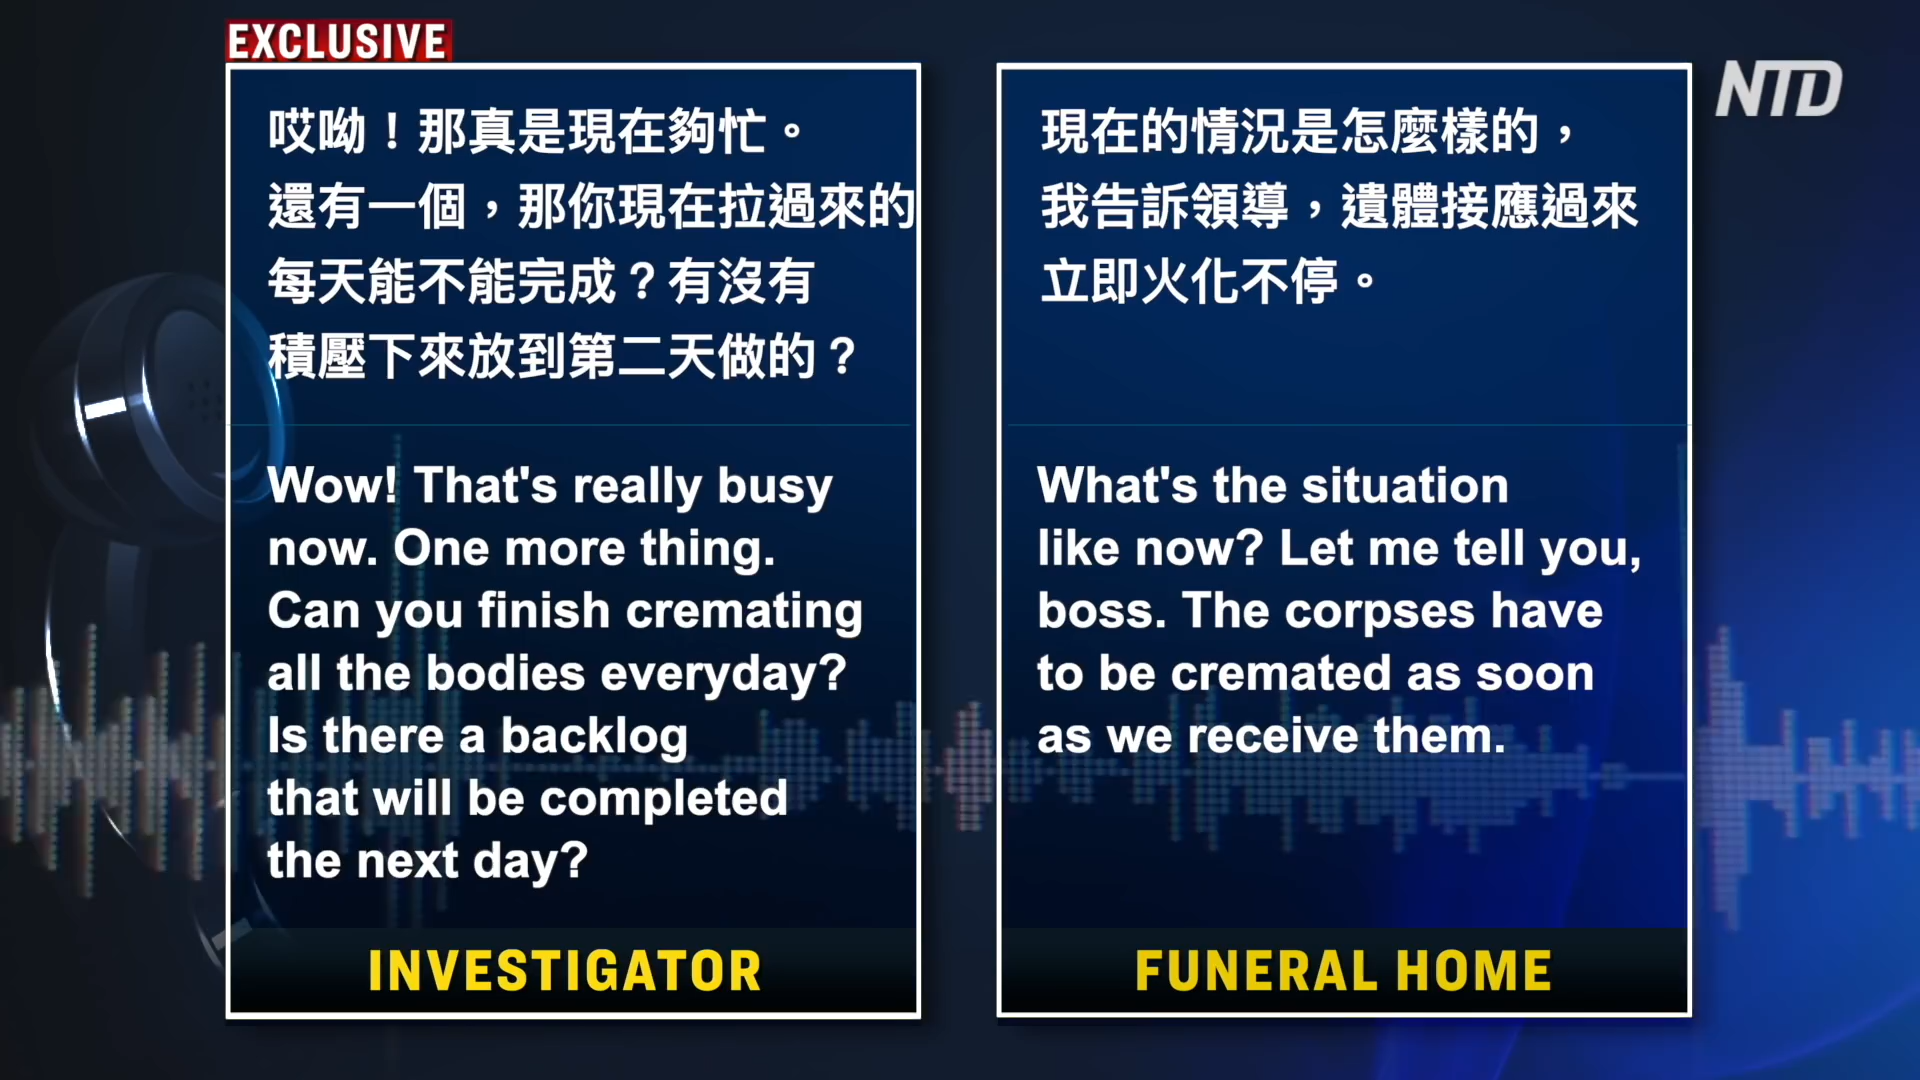 EXCLUSIVE
NTD
哎呦！那真是現在夠忙。
還有一個，那你現在拉過來的
每天能不能完成？有沒有
積壓下來放到第二天做的？
Wow! That's really busy
now. One more thing.
Can you finish cremating
all the bodies everyday?
Is there a backlog
that will be completed
the next day?
INVESTIGATOR
現在的情況是怎麼樣的，
我告訴領導，遺體接應過來
立即火化不停。
What's the situation
like now? Let me tell you,
boss. The corpses have
to be cremated as soon
as we receive them.
FUNERAL HOME